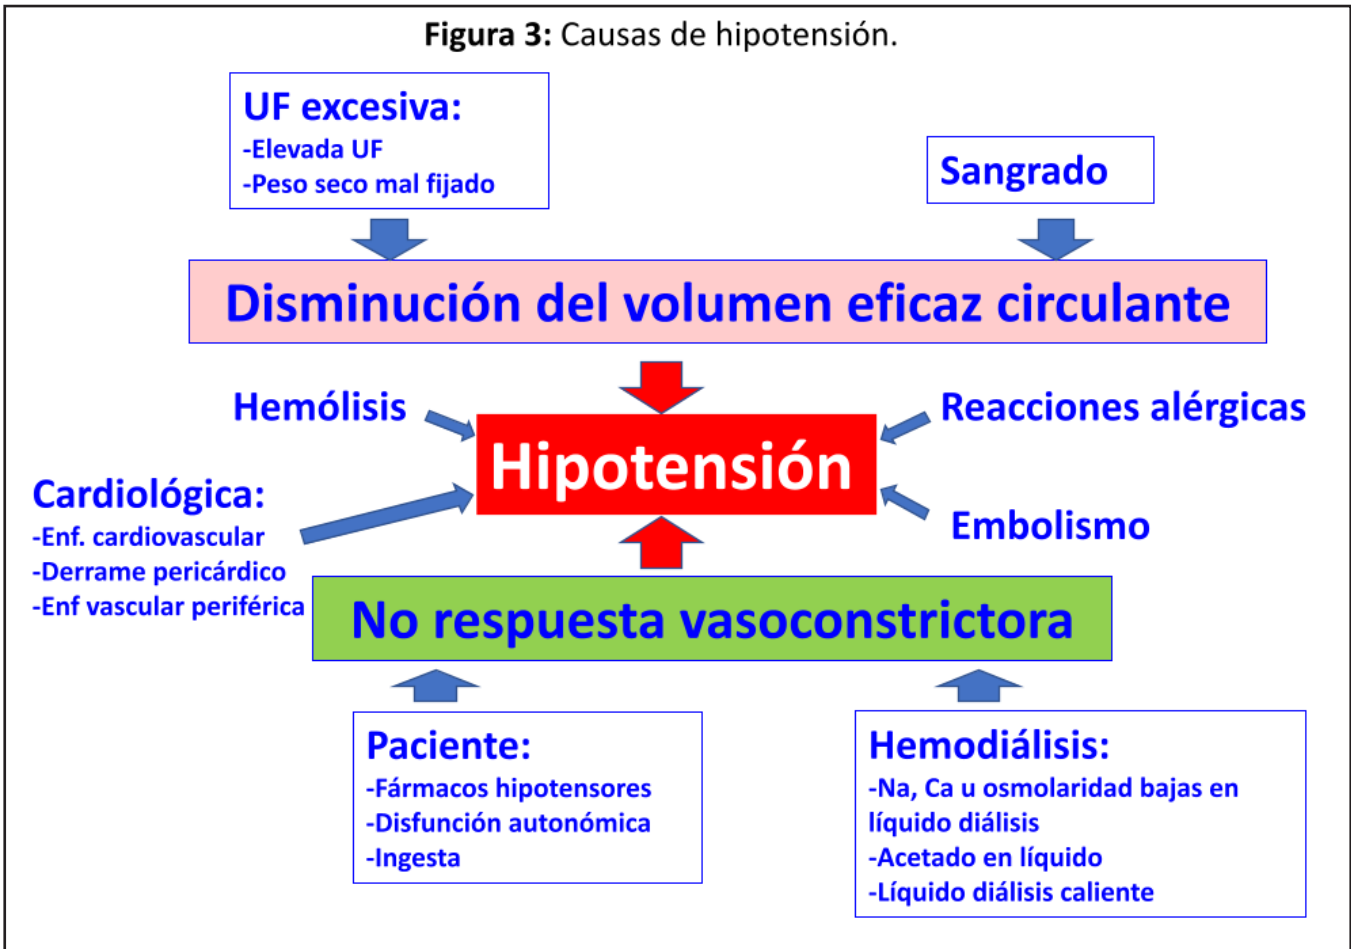 Figura 3: Causas de hipotensión.
UF excesiva:
-Elevada UF
-Peso seco mal fijado
Sangrado
Disminución del volumen eficaz circulante
Hemólisis
Reacciones alérgicas
Hipotensión
Cardiológica:
-Enf. cardiovascular
-Derrame pericárdico
-Enf vascular periférica
Embolismo
No respuesta vasoconstrictora
Paciente:
-Fármacos hipotensores
-Disfunción autonómica
-Ingesta
Hemodiálisis:
-Na, Ca u osmolaridad bajas en
líquido diálisis
-Acetado en líquido
-Líquido diálisis caliente